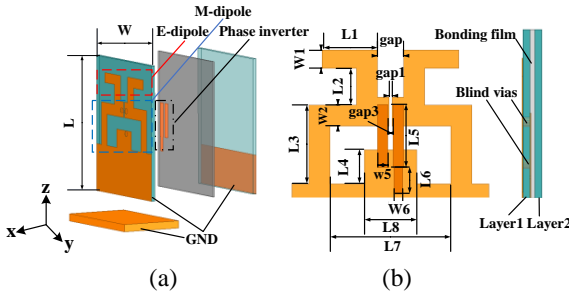 W
M-dipole
E-dipole
Phase inverter
L
z
x
y
GND
(a)
L1
gap
W1
L2
gap1
W2
gap3
L3
L4
L5
w5
L6
W6
L8
L7
(b)
Bonding film
Blind vias
Layer1
Layer2